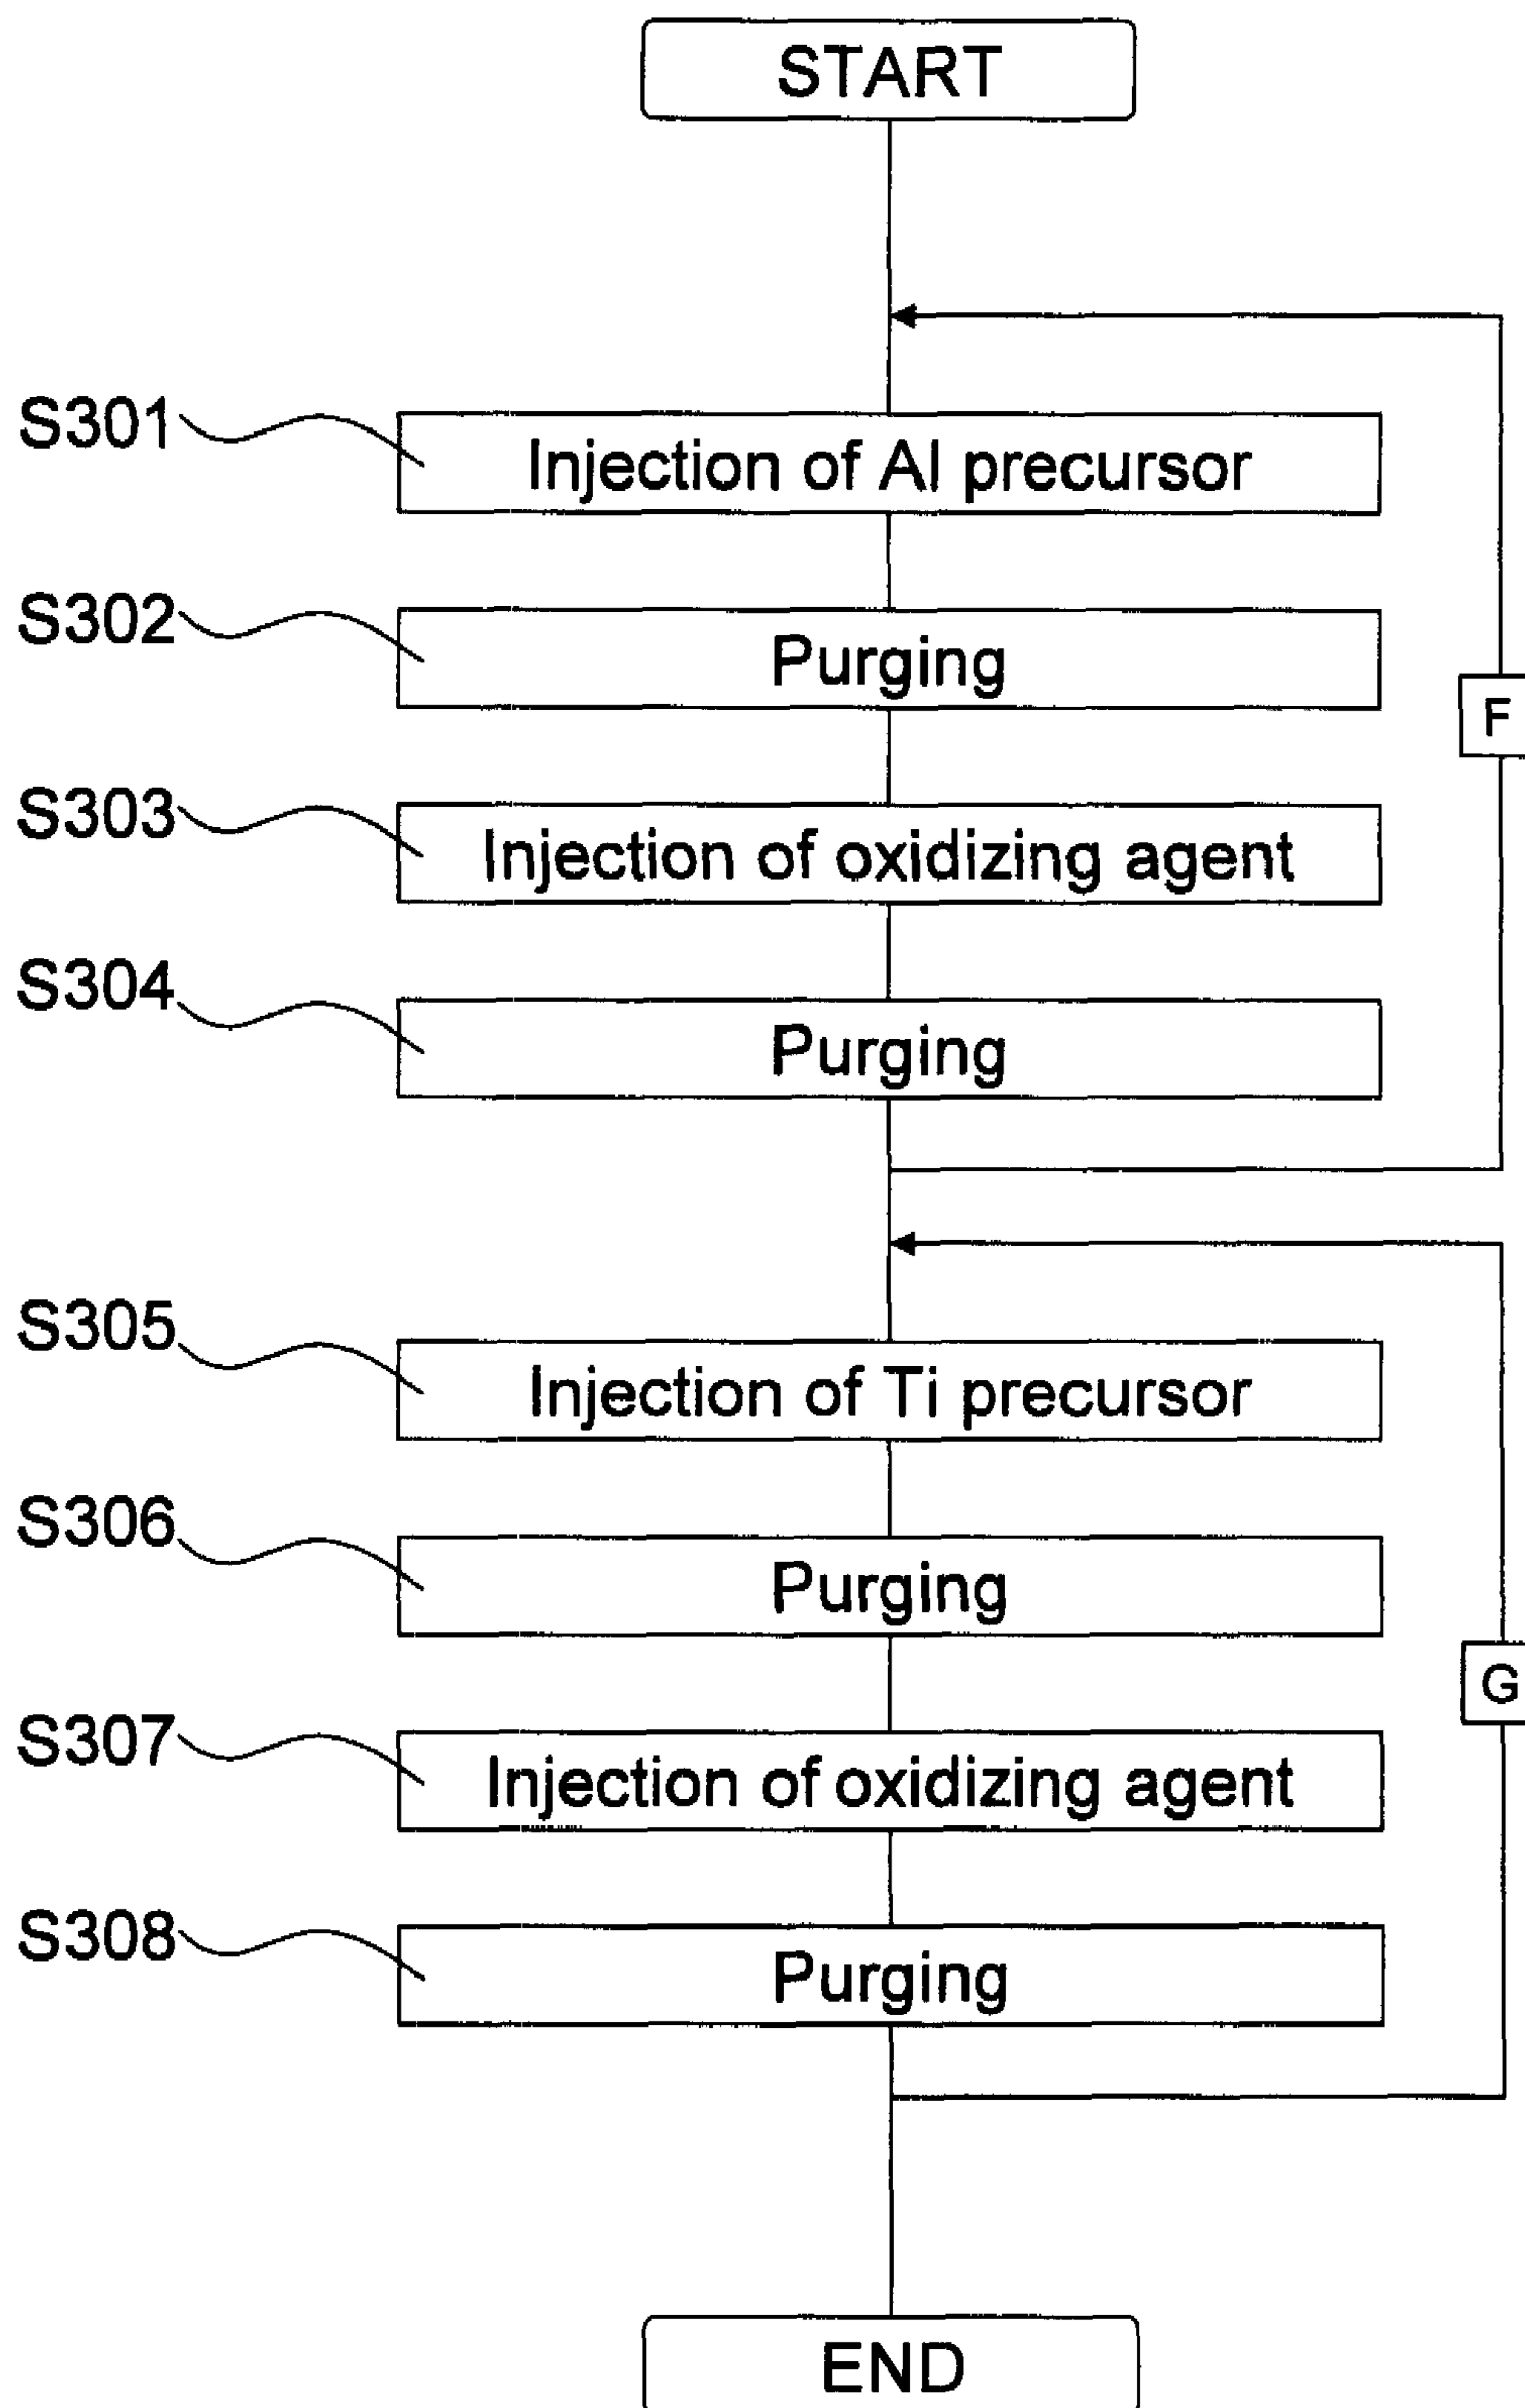 START
S301
Injection of Al precursor
S302
Purging
F
S303
Injection of oxidizing agent
S304
Purging
S305
Injection of Ti precursor
S306
Purging
G
S307
Injection of oxidizing agent
S308
Purging
END